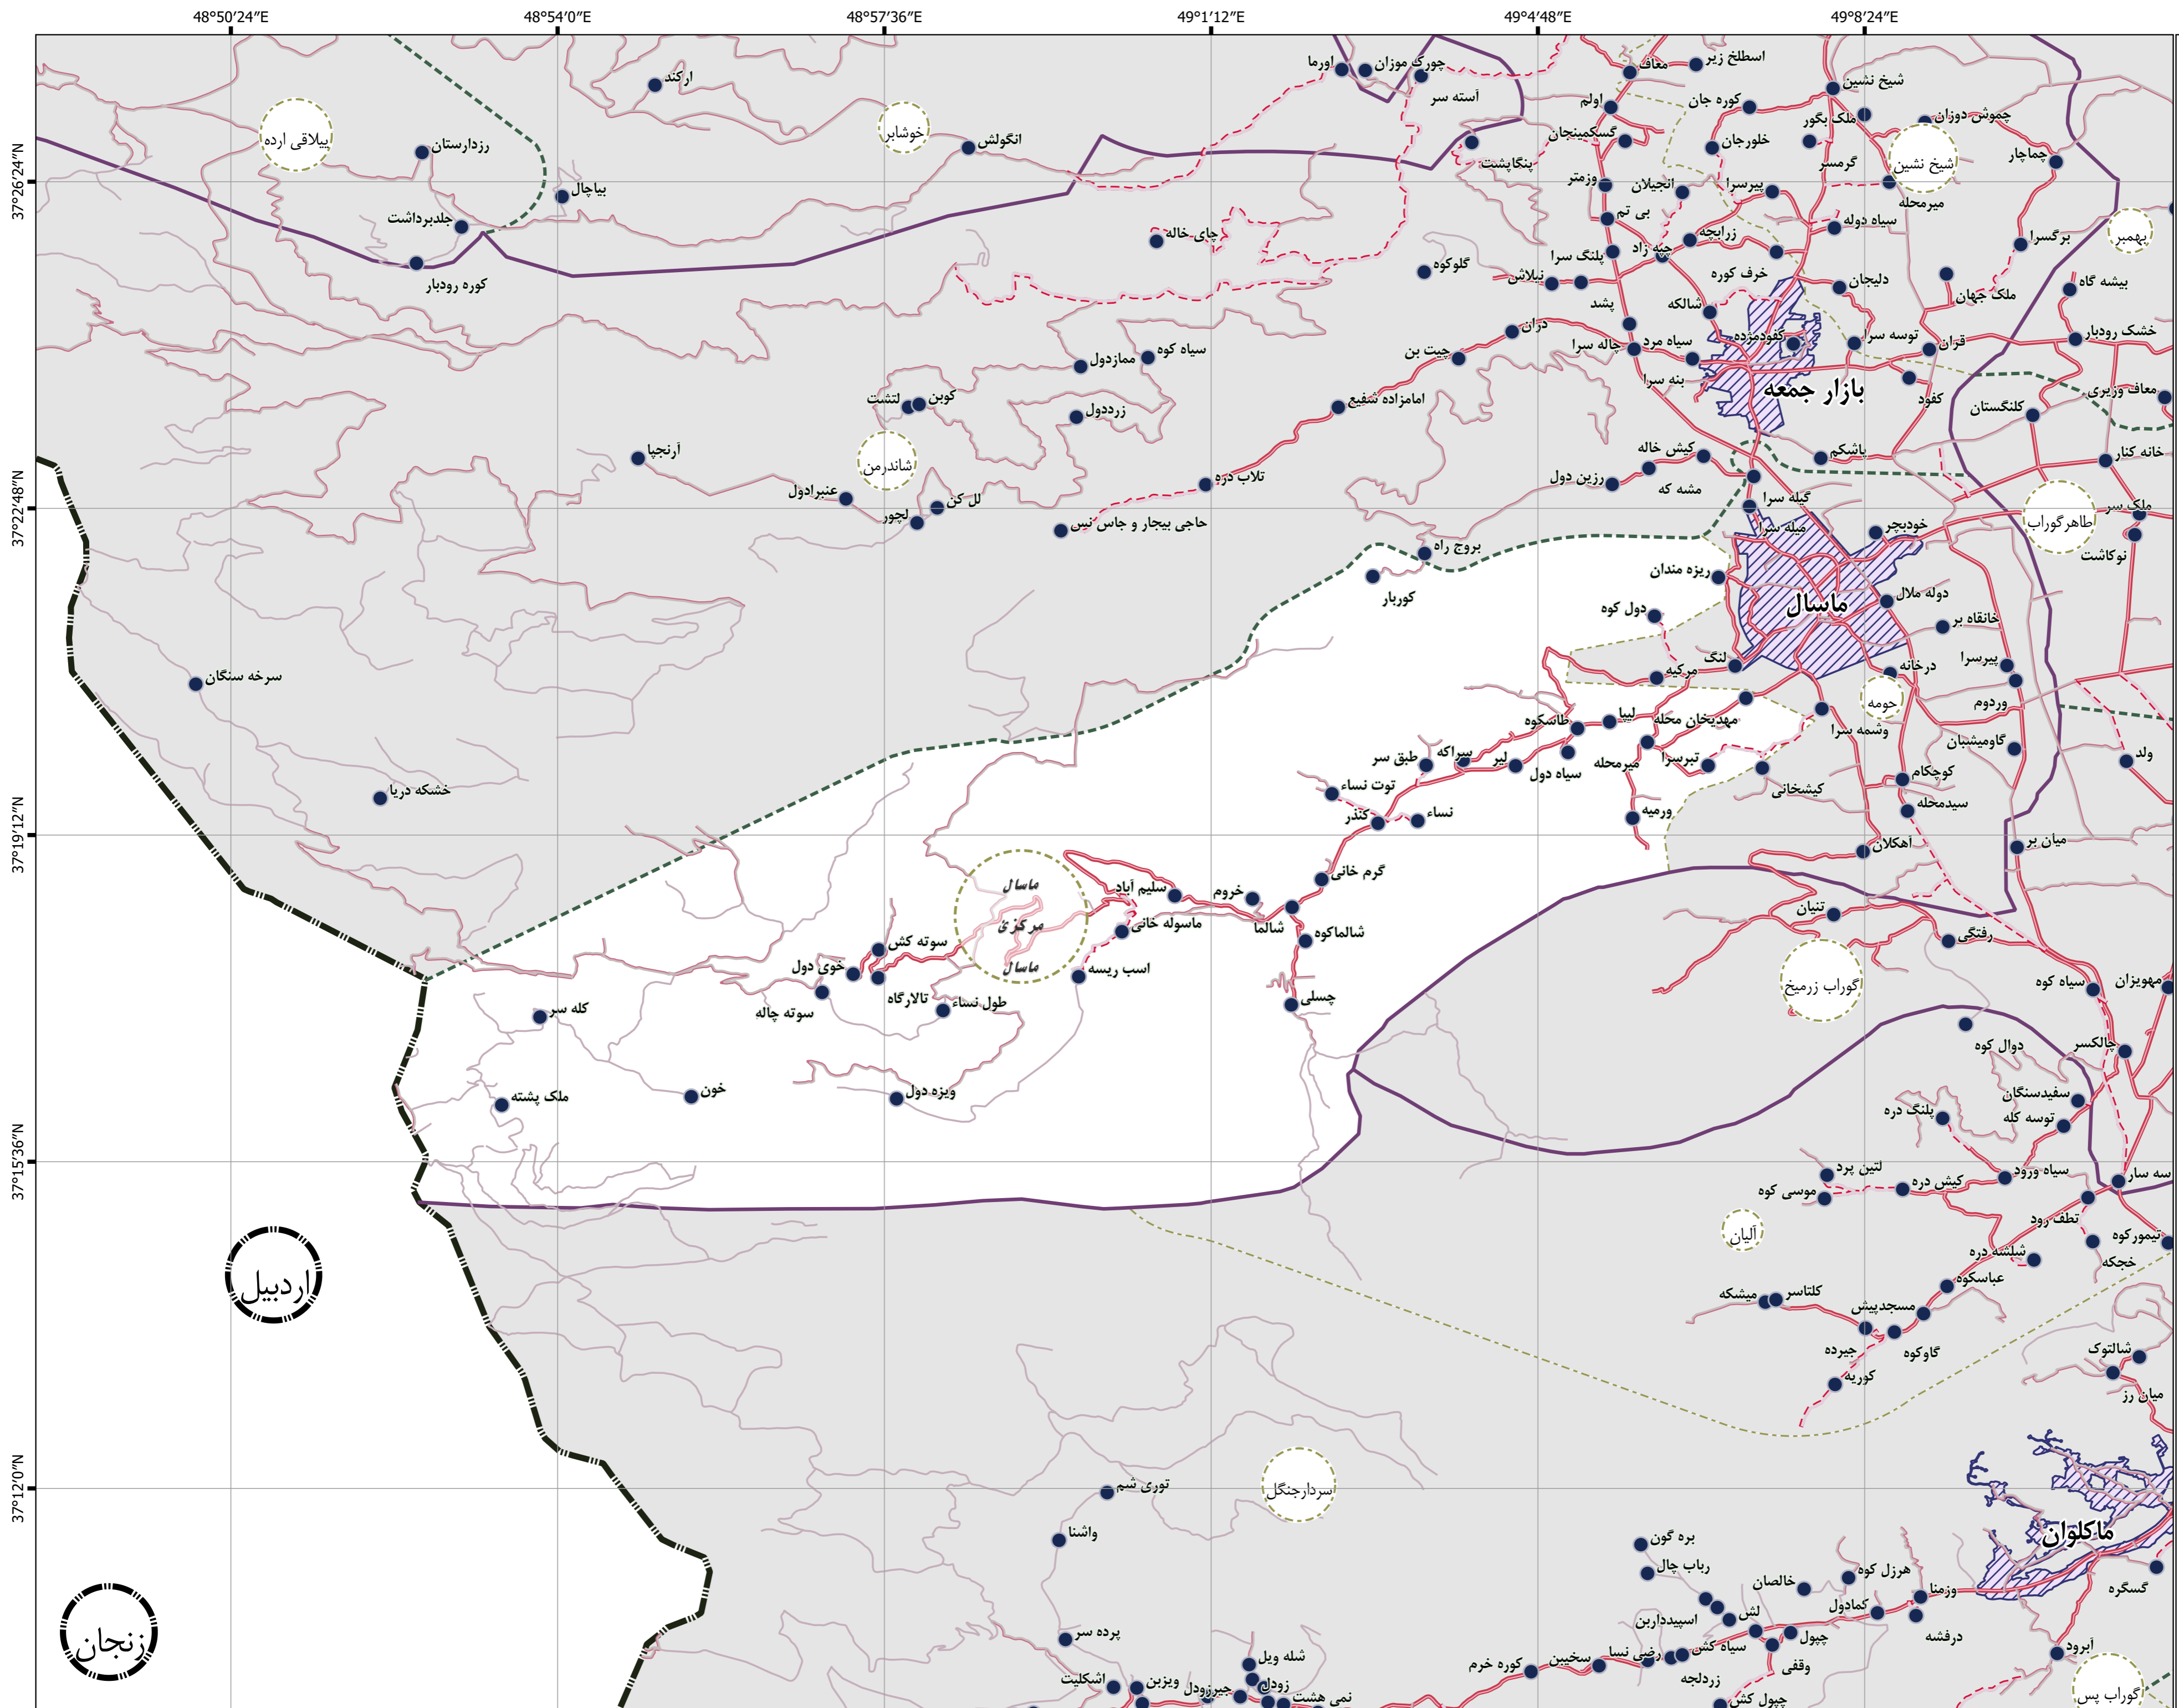 48°50'24"E
48°54'0"E
48°57'36"E
49°1'12"E
49°4'48"E
49°8'24"E
37°26'24"N
37°22'48"N
37°19'12"N
37°15'36"N
37°12'0"N
ارکند
اورما
چورک موزان
آسته سر
معاف
اسطلخ زیر
شیخ نشین
ییلاقی ارده
رزدارستان
خوشابر
انگولش
اولم
کوره جان
ملک بگور
چموش دوزان
گسکمینجان
خلورجان
گرمسر
شیخ نشین
چماچار
پنگاپشت
بیاچال
جلدبرداشت
وزمتر
انجیلان
پیرسرا
میرمحله
کوره رودبار
چای خاله
بی تم
زرابچه
سیاه دوله
برگسرا
بهمبر
گلوکوه
پلنگ سرا
چپه زاد
خرف کوره
نیلاش
دلیجان
ملک جهان
بیشه گاه
پشد
شالکه
دران
چیت بن
چاله سرا
سیاه مرد
کفودمژده
توسه سرا
قران
خشک رودبار
ممازدول
سیاه کوه
بنه سرا
بازار جمعه
کفود
کلنگستان
معاف وزیری
لتشت
کوبن
زرددول
امامزاده شفیع
آرنجپا
شاندرمن
کیش خاله
پاشکم
خانه کنار
عنبرادول
لل کن
لچور
تلاب دره
رزین دول
مشه که
گیله سرا
حاجی بیجار و جاس نسن
میله سرا
خودبچر
طاهرگوراب
ملک سر
نوکاشت
بروج راه
کوربار
ریزه مندان
دول کوه
ماسال
دوله ملال
خانقاه بر
سرخه سنگان
مرکیه
لنگ
درخانه
پیرسرا
حومه
وردوم
طاسکوه
لیپا
مهدیخان محله
وشمه سرا
خشکه دریا
طبق سر
سراکه
لیر
سیاه دول
میرمحله
تبرسرا
گاومیشبان
ولد
توت نساء
کیشخانی
کوچکام
سیدمحله
کنذر
نساء
ورمیه
آهکلان
میان بر
گرم خانی
ماسال
مرکزی
ماسال
سلیم آباد
خروم
ماسوله خانی
شالما
شالماکوه
تنیان
رفتگی
سوته کش
خوی دول
تالارگاه
اسب ریسه
گوراب زرمیخ
سیاه کوه
مهویزان
کله سر
سوته چاله
طول نساء
چسلی
دوال کوه
چالکسر
ملک پشته
خون
ویزه دول
پلنگ دره
سفیدسنگان
توسه کله
لتین پرد
موسی کوه
کیش دره
سیاه ورود
سه سار
آلیان
تطف رود
تیمورکوه
اردبیل
شلشه دره
خجکه
میشکه
کلتاسر
عباسکوه
مسجدپیش
جیرده
گاوکوه
کوریه
شالتوک
میان رز
توری شم
سردارجنگل
واشنا
ماکلوان
بره گون
رباب چال
خالصان
هرزل کوه
گسگره
زنجان
پرده سر
اسپیدداربن
لش
کمادول
وزمنا
درفشه
شله ویل
کوره خرم
سخیبن
رضی نسا
سیاه کش
چپول
وقفی
آبرود
اشکلیت
ویزبن
جیرزودل
زودل
نمی هشت
زردلجه
چپول کش
گوراب پس